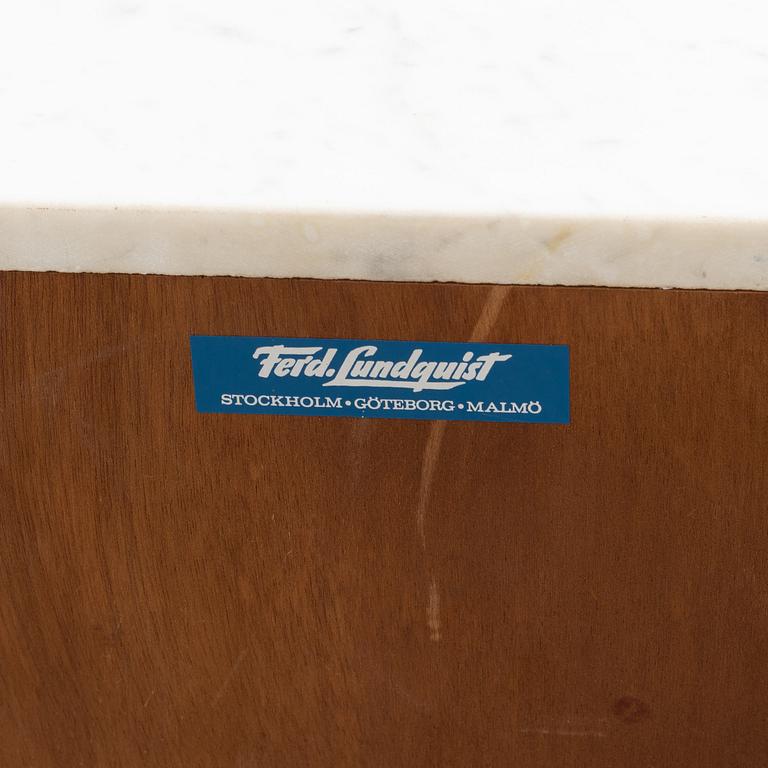 Ferd. Lundquist
STOCKHOLM • GÖTEBORG • MALMÖ